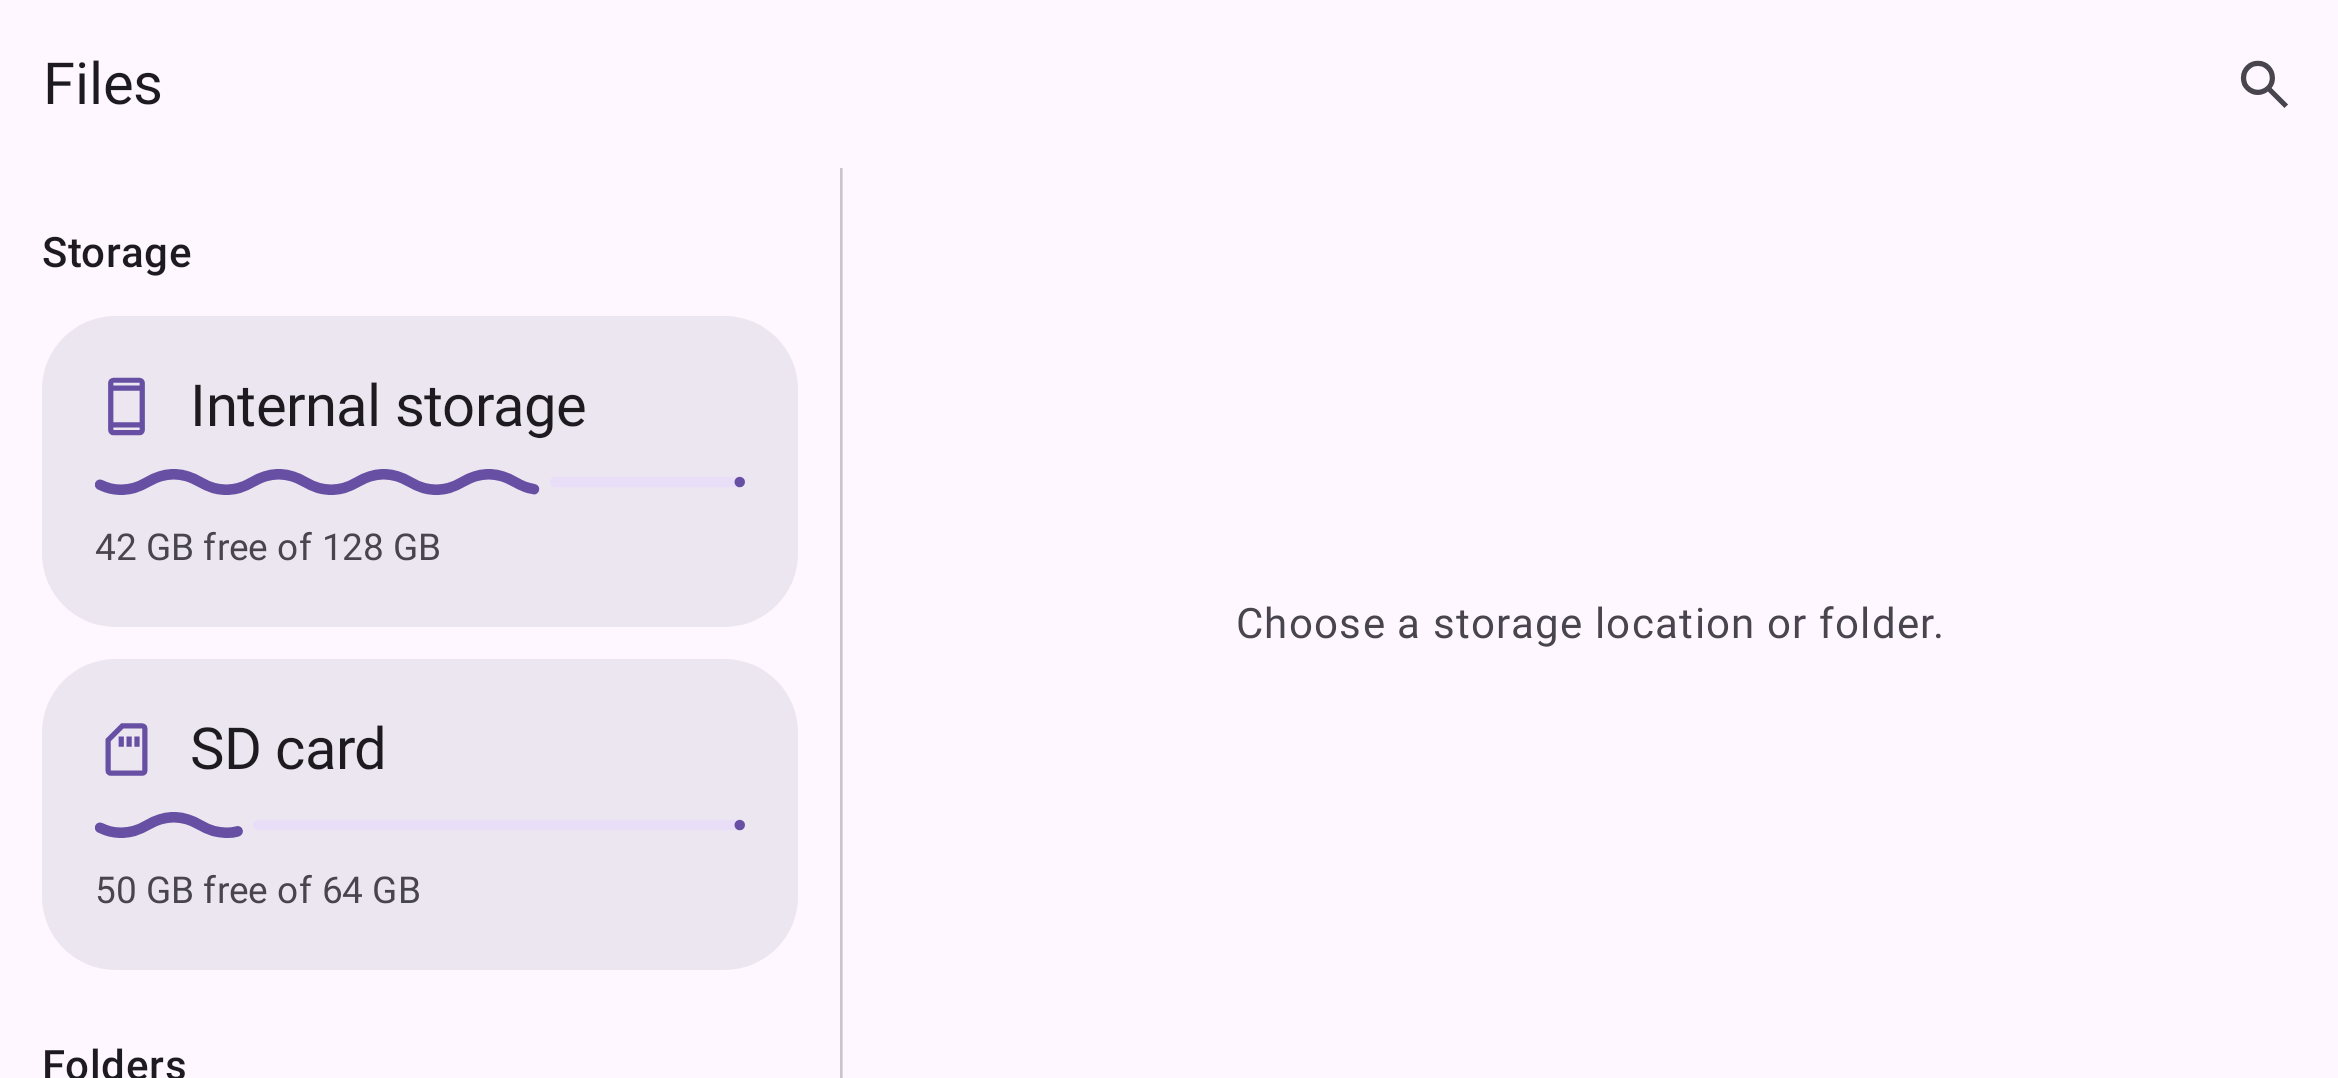 Files
Storage
Internal storage
42 GB free of 128 GB
SD card
50 GB free of 64 GB
Folders
Choose a storage location or folder.